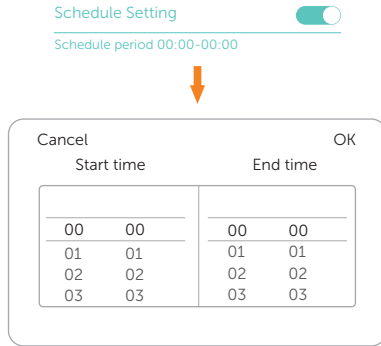 Schedule Setting
Schedule period 00:00-00:00
Cancel OK
Start time End time
00 00 00 00
01 01 01 01
02 02 02 02
03 03 03 03